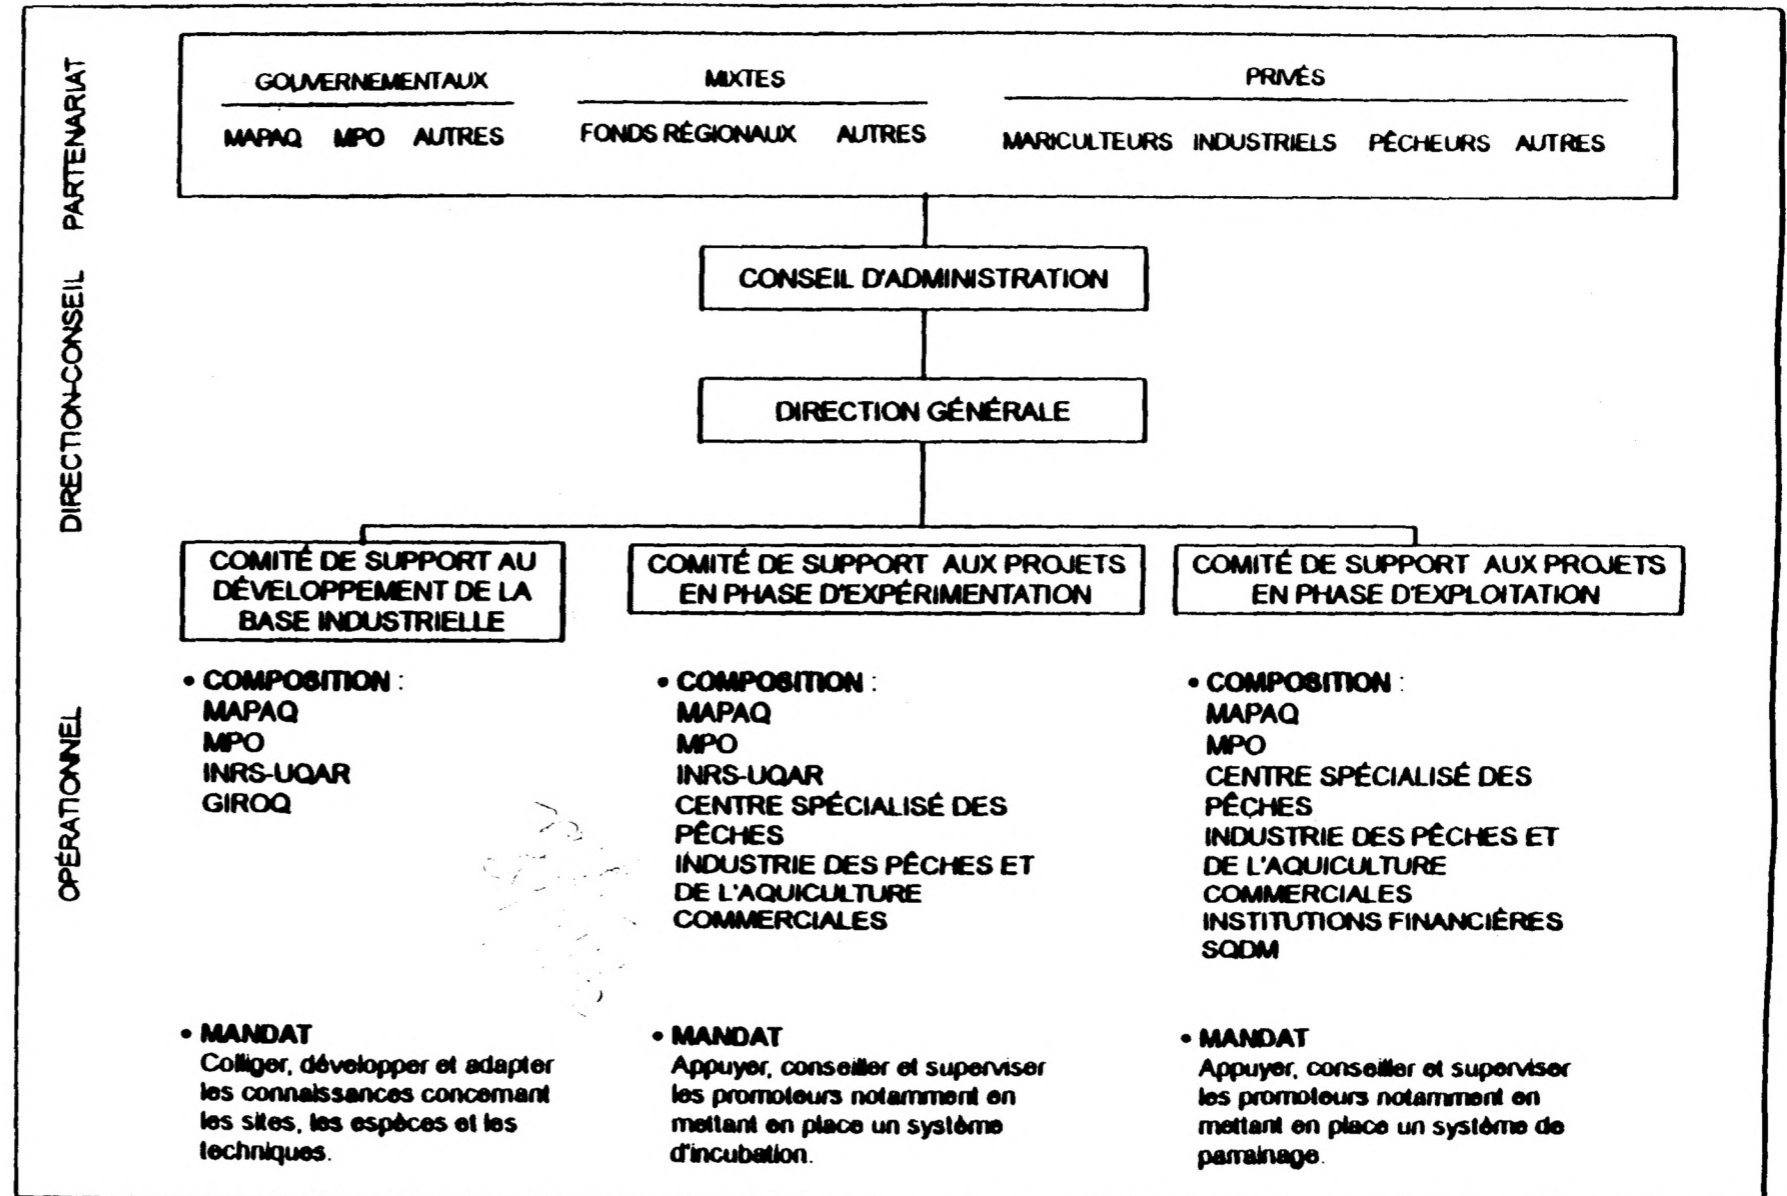 PARTENARIAT
GOUVERNEMENTAUX
MAPAQ MPO AUTRES
MIXTES
FONDS RÉGIONAUX AUTRES
PRIVÉS
MARICULTEURS INDUSTRIELS PÊCHEURS AUTRES
DIRECTION-CONSEIL
CONSEIL D'ADMINISTRATION
DIRECTION GÉNÉRALE
OPÉRATIONNEL
COMITÉ DE SUPPORT AU
DÉVELOPPEMENT DE LA
BASE INDUSTRIELLE
• COMPOSITION :
MAPAQ
MPO
INRS-UQAR
GIROQ
• MANDAT
Colliger, développer et adapter
les connaissances concernant
les sites, les espèces et les
techniques.
COMITÉ DE SUPPORT AUX PROJETS
EN PHASE D'EXPÉRIMENTATION
• COMPOSITION :
MAPAQ
MPO
INRS-UQAR
CENTRE SPÉCIALISÉ DES
PÊCHES
INDUSTRIE DES PÊCHES ET
DE L'AQUICULTURE
COMMERCIALES
• MANDAT
Appuyer, conseiller et superviser
les promoteurs notamment en
mettant en place un système
d'incubation.
COMITÉ DE SUPPORT AUX PROJETS
EN PHASE D'EXPLOITATION
• COMPOSITION :
MAPAQ
MPO
CENTRE SPÉCIALISÉ DES
PÊCHES
INDUSTRIE DES PÊCHES ET
DE L'AQUICULTURE
COMMERCIALES
INSTITUTIONS FINANCIÈRES
SQDM
• MANDAT
Appuyer, conseiller et superviser
les promoteurs notamment en
mettant en place un système de
parrainage.